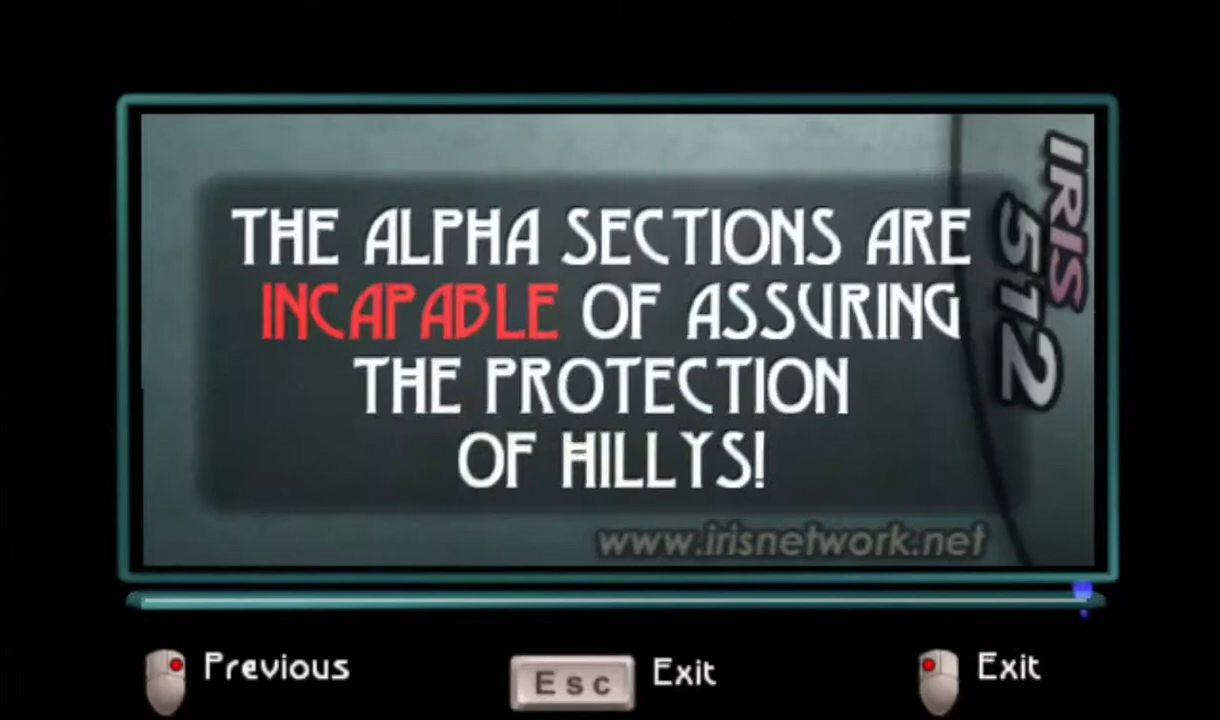 THE ALPHA SECTIONS ARE
INCAPABLE OF ASSURING
THE PROTECTION
OF HILLYS!
IRIS
512
www.irisnetwork.net
Previous
Esc
Exit
Exit